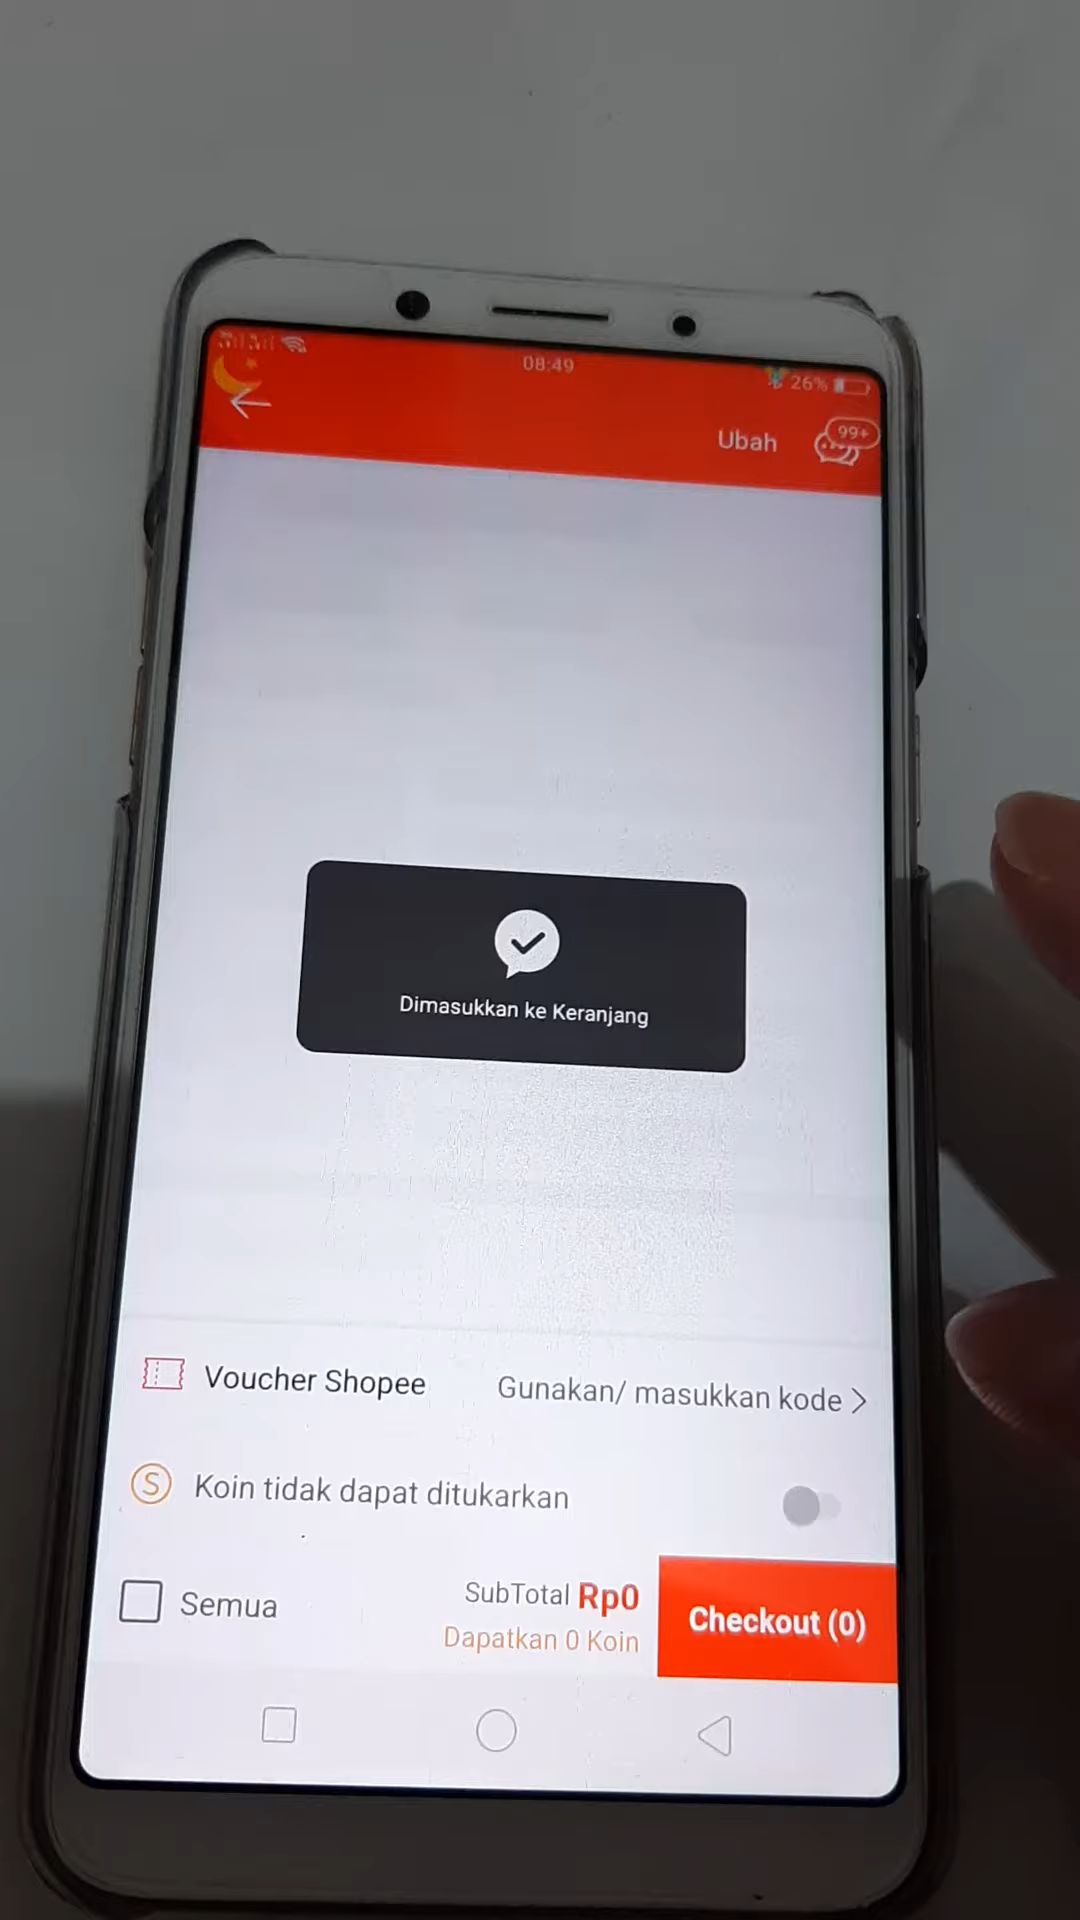 08:49
26%
Ubah
99+
Dimasukkan ke Keranjang
Voucher Shopee
Gunakan/ masukkan kode >
S
Koin tidak dapat ditukarkan
Semua
SubTotal Rp0
Dapatkan 0 Koin
Checkout (0)